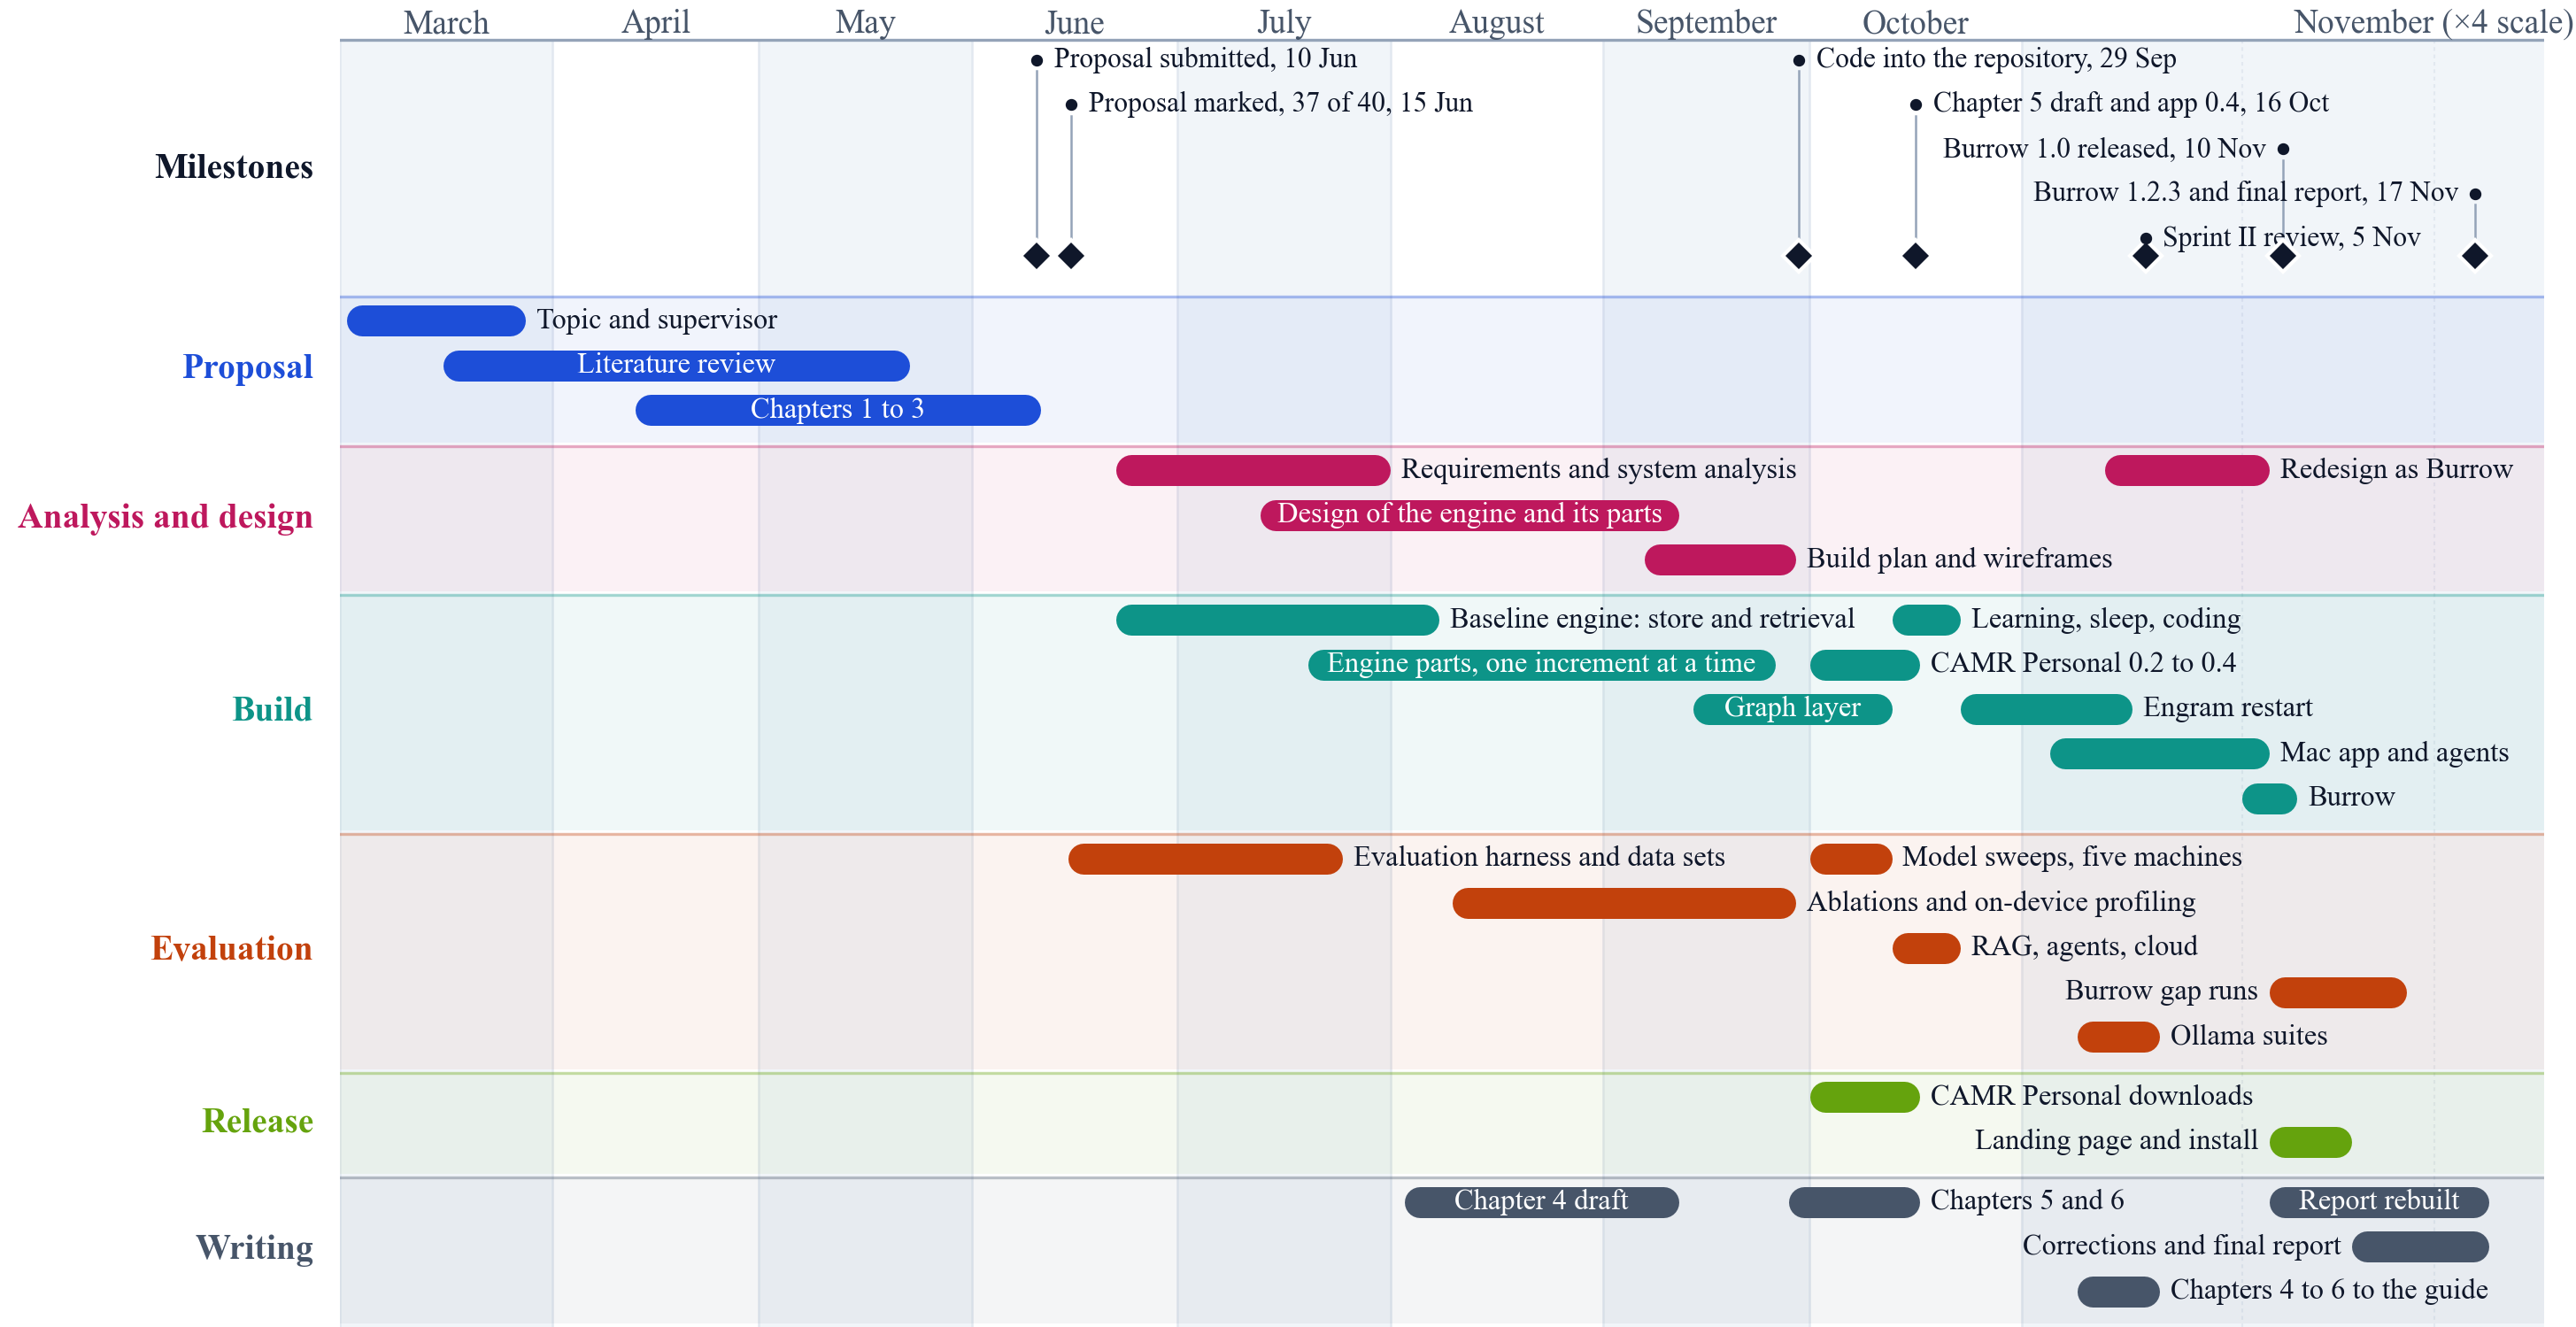 March April May June July August September October November (×4 scale)
Proposal submitted, 10 Jun
Code into the repository, 29 Sep
Proposal marked, 37 of 40, 15 Jun
Chapter 5 draft and app 0.4, 16 Oct
Burrow 1.0 released, 10 Nov
Milestones
Burrow 1.2.3 and final report, 17 Nov
Sprint II review, 5 Nov
Topic and supervisor
Proposal
Literature review
Chapters 1 to 3
Requirements and system analysis
Redesign as Burrow
Analysis and design
Design of the engine and its parts
Build plan and wireframes
Baseline engine: store and retrieval
Learning, sleep, coding
Engine parts, one increment at a time
CAMR Personal 0.2 to 0.4
Build
Graph layer
Engram restart
Mac app and agents
Burrow
Evaluation harness and data sets
Model sweeps, five machines
Ablations and on-device profiling
Evaluation
RAG, agents, cloud
Burrow gap runs
Ollama suites
CAMR Personal downloads
Release
Landing page and install
Chapter 4 draft
Chapters 5 and 6
Report rebuilt
Writing
Corrections and final report
Chapters 4 to 6 to the guide